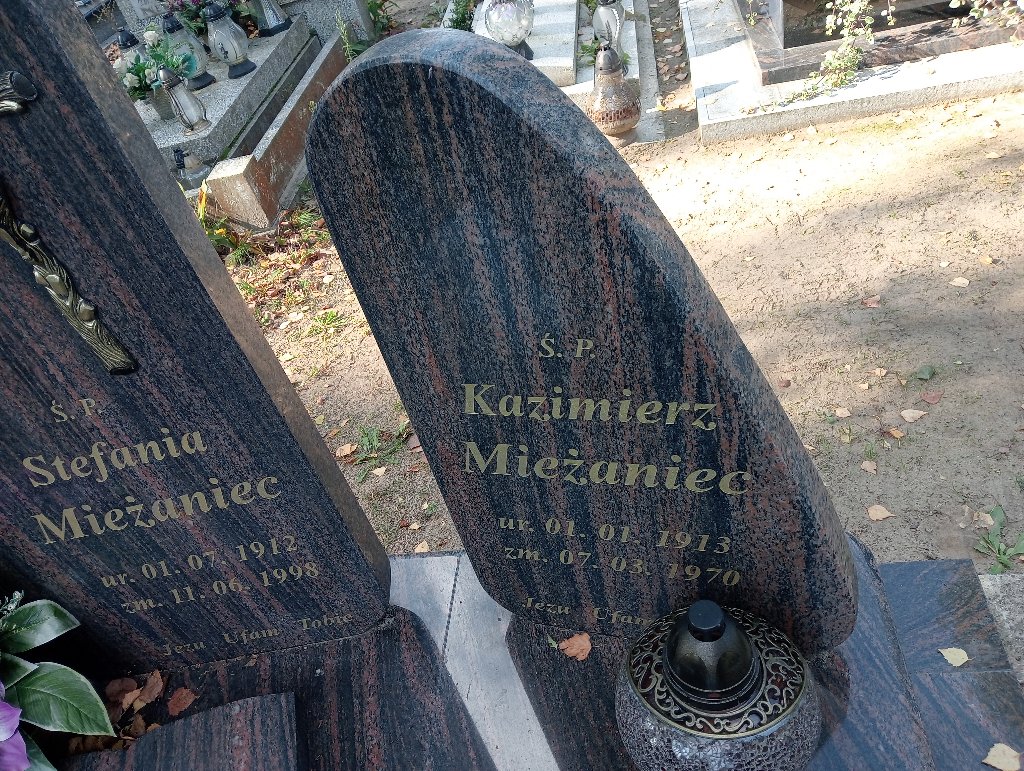 Ś. P.
Stefania
Mieżaniec
ur. 01. 07. 1912
zm. 11. 06. 1998
Jezu Ufam Tobie
Ś. P.
Kazimierz
Mieżaniec
ur. 01. 01. 1913
zm. 07. 03. 1970
Jezu Ufam